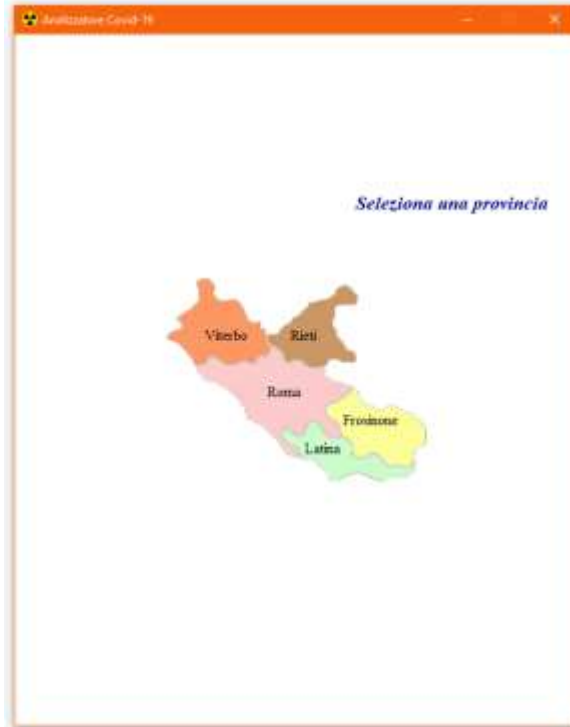 Analizzatore Covid-19
Seleziona una provincia
Viterbo
Rieti
Roma
Frosinone
Latina